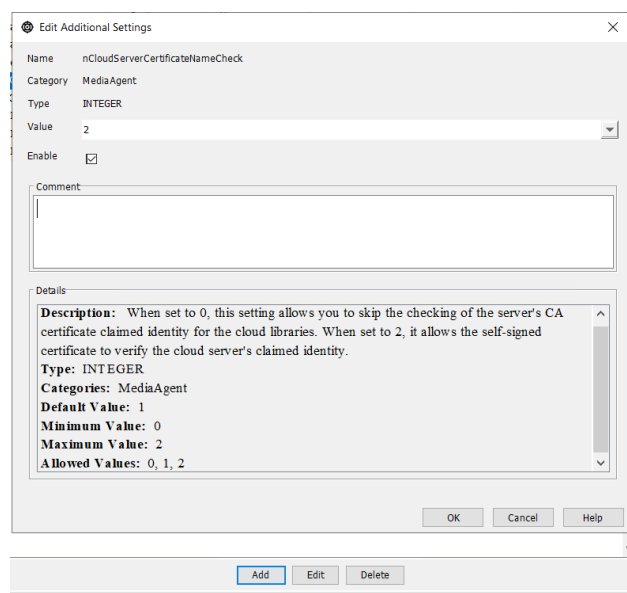 Edit Additional Settings
Name nCloudServerCertificateNameCheck
Category MediaAgent
Type INTEGER
Value 2
Enable
Comment
Details
Description: When set to 0, this setting allows you to skip the checking of the server's CA
certificate claimed identity for the cloud libraries. When set to 2, it allows the self-signed
certificate to verify the cloud server's claimed identity.
Type: INTEGER
Categories: MediaAgent
Default Value: 1
Minimum Value: 0
Maximum Value: 2
Allowed Values: 0, 1, 2
OK Cancel Help
Add Edit Delete